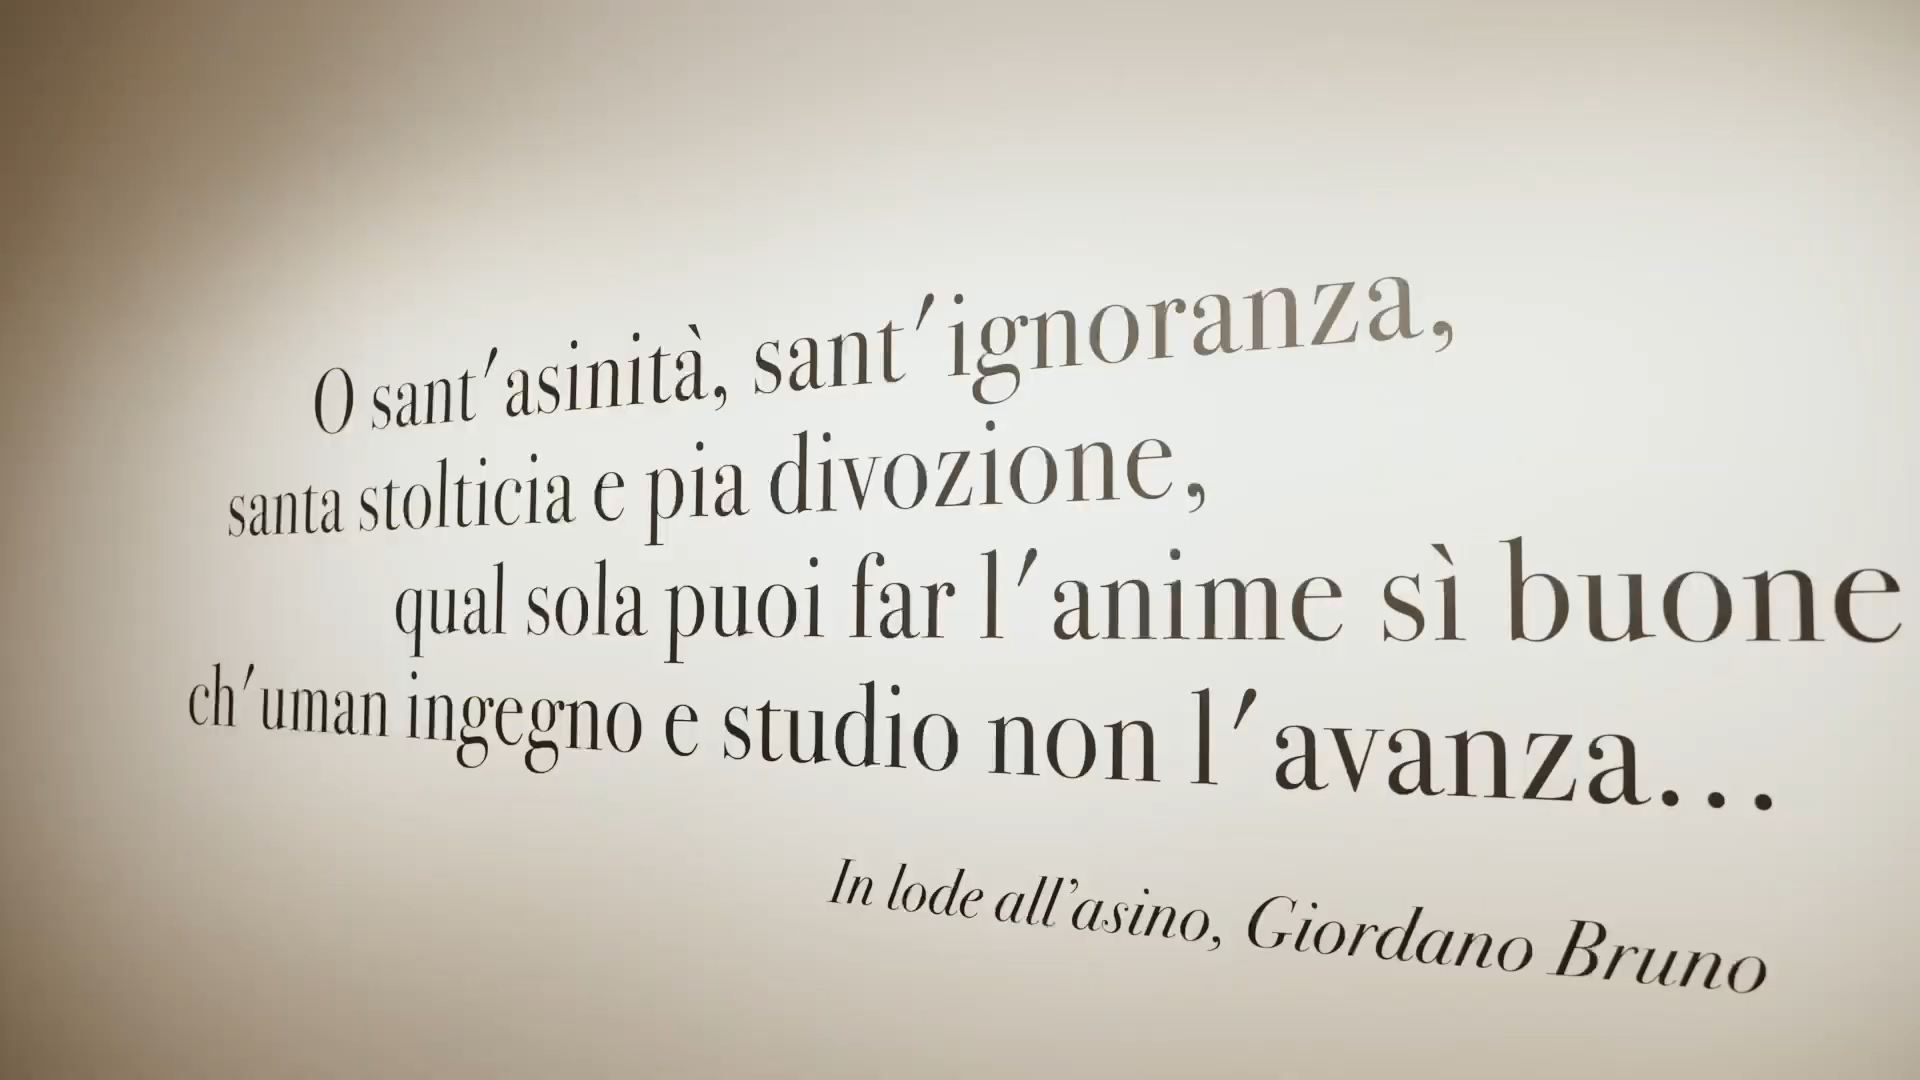 O sant'asinità, sant'ignoranza,
santa stolticia e pia divozione,
qual sola puoi far l'anime sì buone
ch'uman ingegno e studio non l'avanza...
In lode all'asino, Giordano Bruno